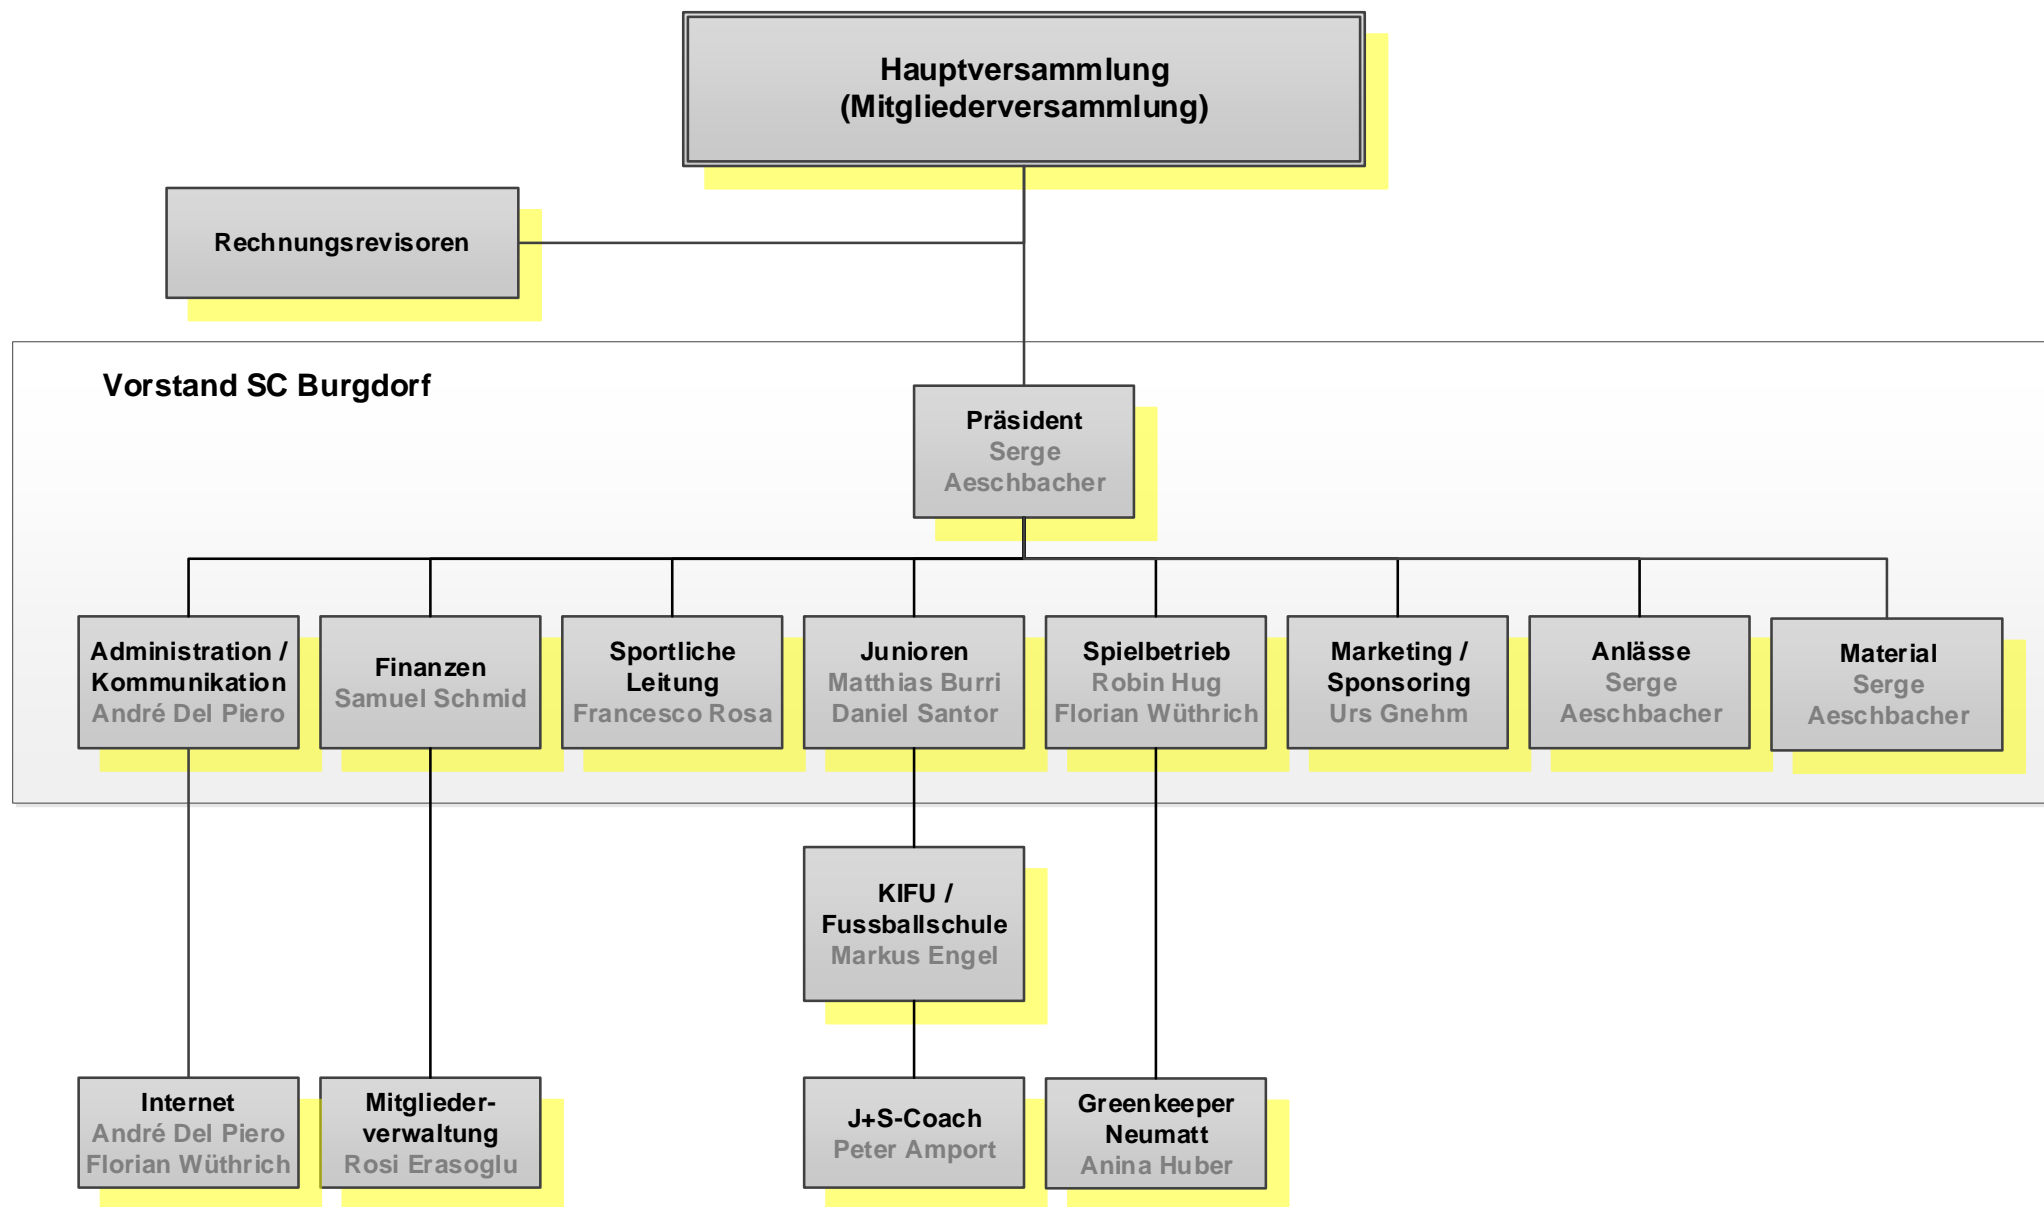 Hauptversammlung
(Mitgliederversammlung)
Rechnungsrevisoren
Vorstand SC Burgdorf
Präsident
Serge
Aeschbacher
Administration /
Kommunikation
André Del Piero
Finanzen
Samuel Schmid
Sportliche
Leitung
Francesco Rosa
Junioren
Matthias Burri
Daniel Santor
Spielbetrieb
Robin Hug
Florian Wüthrich
Marketing /
Sponsoring
Urs Gnehm
Anlässe
Serge
Aeschbacher
Material
Serge
Aeschbacher
KIFU /
Fussballschule
Markus Engel
Internet
André Del Piero
Florian Wüthrich
Mitglieder-
verwaltung
Rosi Erasoglu
J+S-Coach
Peter Amport
Greenkeeper
Neumatt
Anina Huber